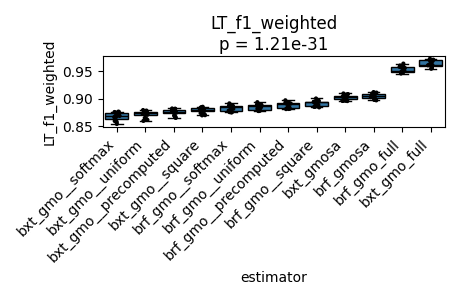 LT_f1_weighted
p = 1.21e-31
LT_f1_weighted
0.95
0.90
0.85
bxt_gmo__softmax
bxt_gmo__uniform
bxt_gmo__precomputed
bxt_gmo__square
brf_gmo__softmax
brf_gmo__uniform
brf_gmo__precomputed
brf_gmo__square
bxt_gmosa
brf_gmosa
brf_gmo_full
bxt_gmo_full
estimator